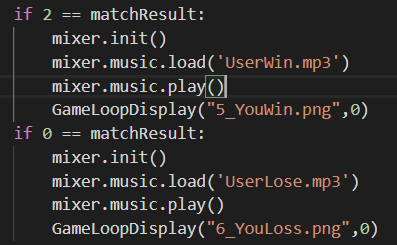 if 2 == matchResult:
    mixer.init()
    mixer.music.load('UserWin.mp3')
    mixer.music.play()
    GameLoopDisplay("5_YouWin.png",0)
if 0 == matchResult:
    mixer.init()
    mixer.music.load('UserLose.mp3')
    mixer.music.play()
    GameLoopDisplay("6_YouLoss.png",0)